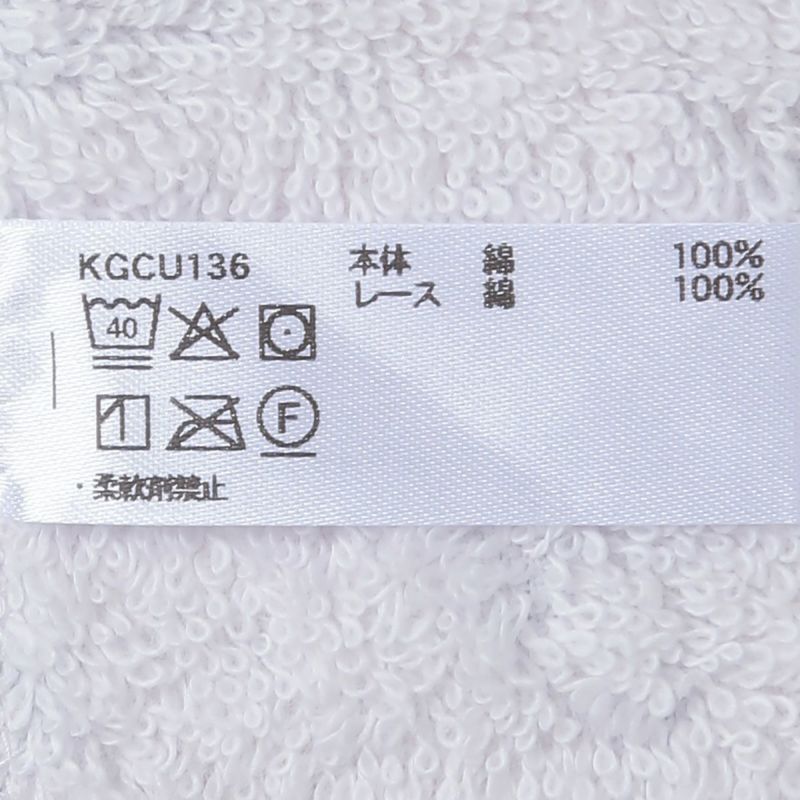 KGCU136
本体 綿 100%
レース 綿 100%
40
F
・柔軟剤禁止